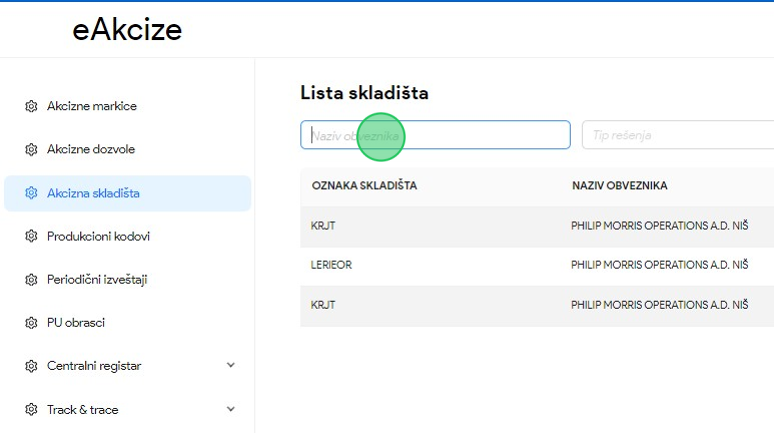 eAkcize
Akcizne markice
Akcizne dozvole
Akcizna skladišta
Produkcioni kodovi
Periodični izveštaji
PU obrasci
Centralni registar
Track & trace
Lista skladišta
Naziv obveznika
Tip rešenja
OZNAKA SKLADIŠTA NAZIV OBVEZNIKA
KRJT PHILIP MORRIS OPERATIONS A.D. NIŠ
LERIEOR PHILIP MORRIS OPERATIONS A.D. NIŠ
KRJT PHILIP MORRIS OPERATIONS A.D. NIŠ